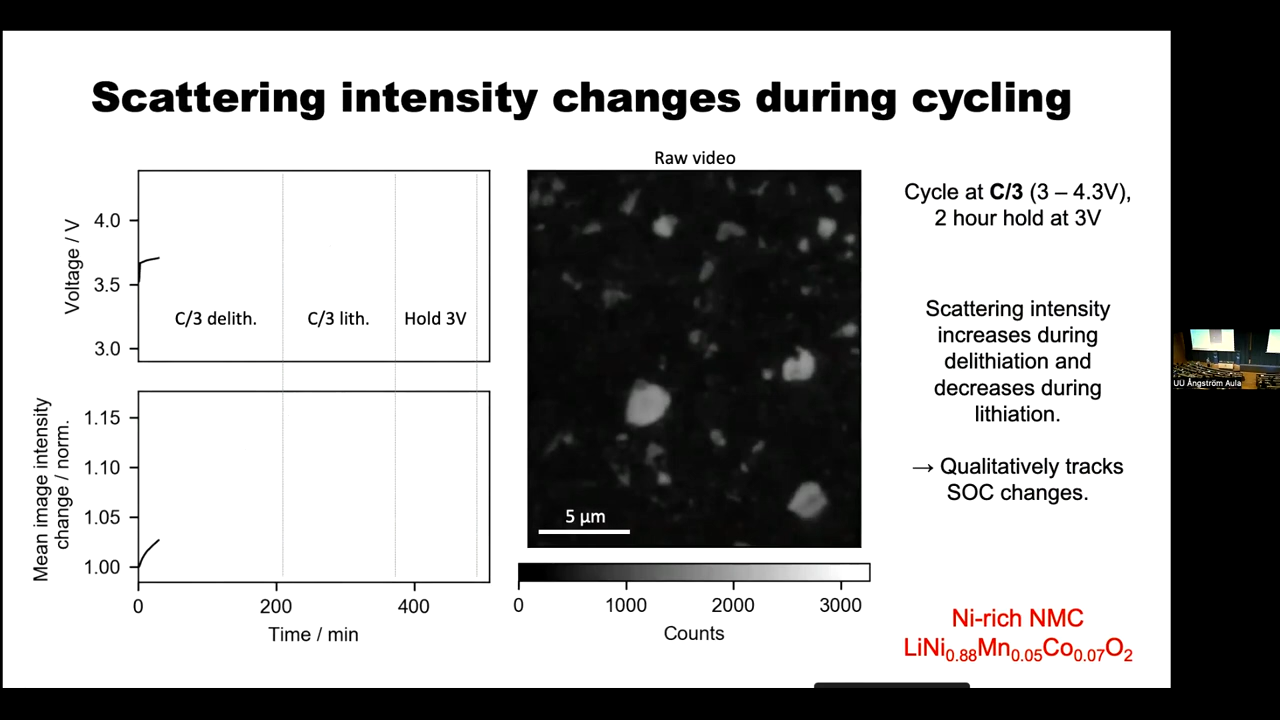 Scattering intensity changes during cycling
Raw video
Voltage / V
4.0
3.5
3.0
C/3 delith.
C/3 lith.
Hold 3V
Mean image intensity
change / norm.
1.15
1.10
1.05
1.00
0
200
400
Time / min
5 µm
0
1000
2000
3000
Counts
Cycle at C/3 (3 – 4.3V),
2 hour hold at 3V
Scattering intensity
increases during
delithiation and
decreases during
lithiation.
→ Qualitatively tracks
SOC changes.
Ni-rich NMC
LiNi₀.₈₈Mn₀.₀₅Co₀.₀₇O₂
UU Ångström Aula